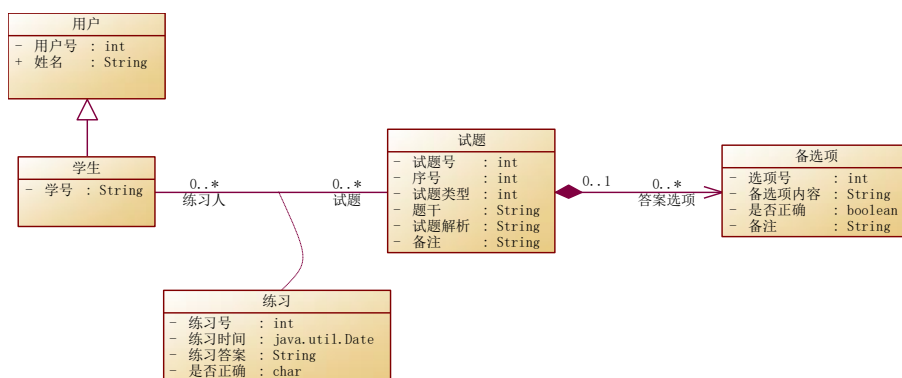 用户
- 用户号 : int
+ 姓名 : String
学生
- 学号 : String
0..*
练习人
0..*
试题
试题
- 试题号 : int
- 序号 : int
- 试题类型 : int
- 题干 : String
- 试题解析 : String
- 备注 : String
0..1
0..*
答案选项
备选项
- 选项号 : int
- 备选项内容 : String
- 是否正确 : boolean
- 备注 : String
练习
- 练习号 : int
- 练习时间 : java.util.Date
- 练习答案 : String
- 是否正确 : char